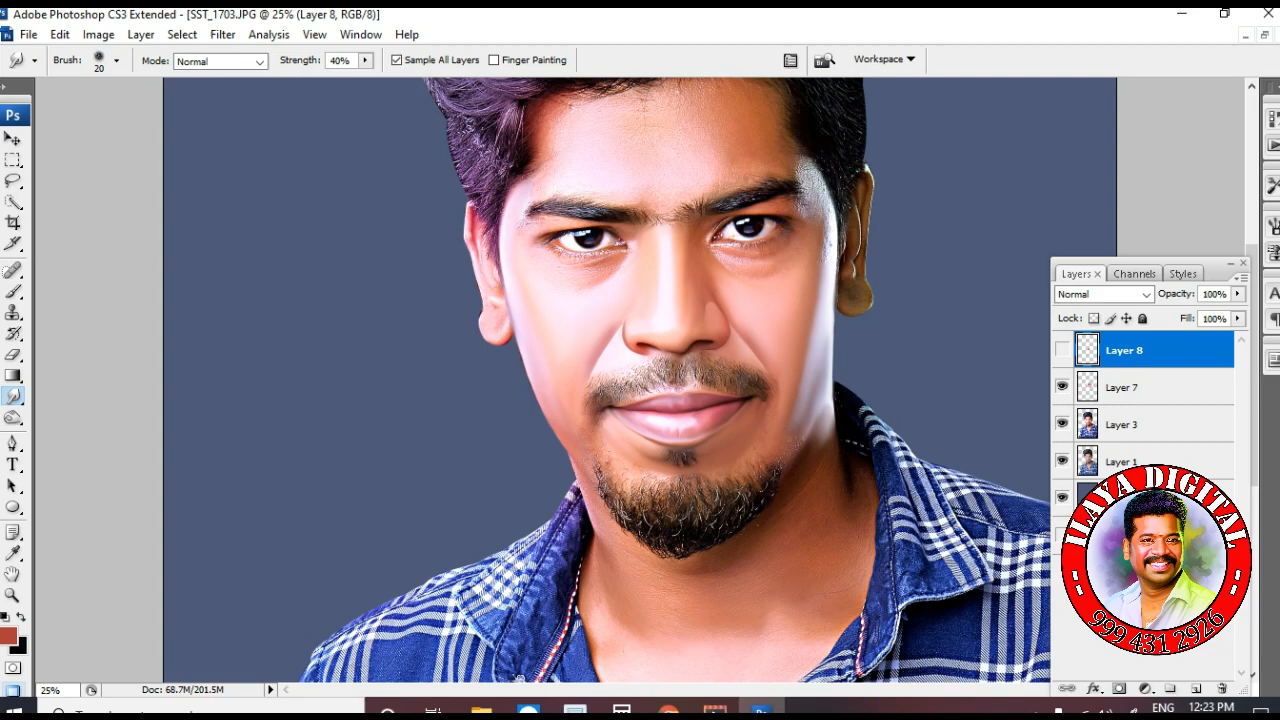 Adobe Photoshop CS3 Extended - [SST_1703.JPG @ 25% (Layer 8, RGB/8)]
File Edit Image Layer Select Filter Analysis View Window Help
Brush: 20 Mode: Normal Strength: 40% Sample All Layers Finger Painting Workspace
Ps
Layers Channels Styles
Normal Opacity: 100%
Lock: Fill: 100%
Layer 8
Layer 7
Layer 3
Layer 1
ILAYA DIGITAL
999 431 2926
25% Doc: 68.7M/201.5M
ENG 12:23 PM